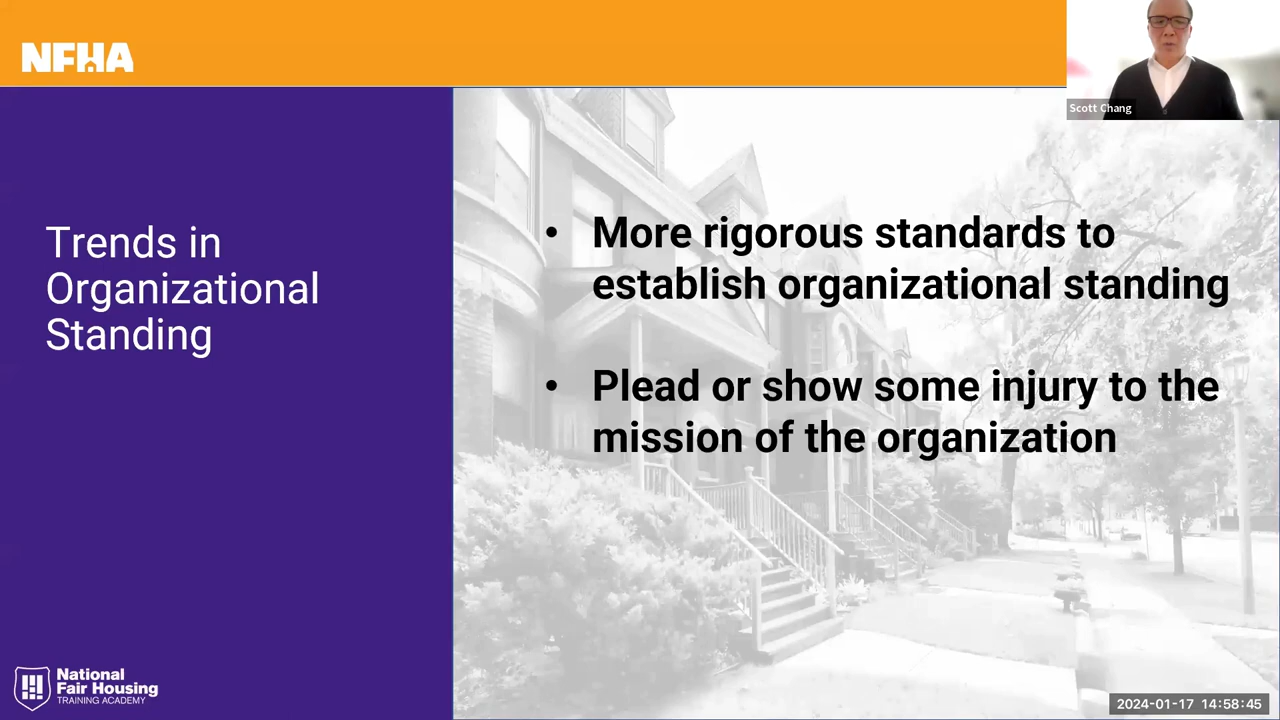 NFHA
Scott Chang
Trends in
Organizational
Standing
• More rigorous standards to
establish organizational standing
• Plead or show some injury to the
mission of the organization
National
Fair Housing
TRAINING ACADEMY
2024-01-17 14:58:45